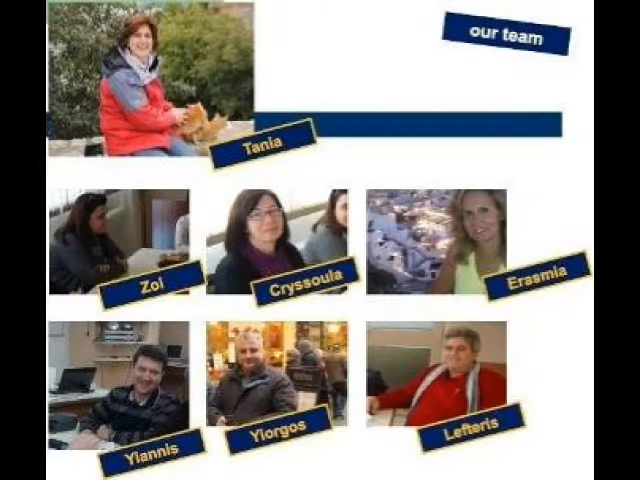 our team
Tania
Zoi
Cryssoula
Erasmia
Yiannis
Yiorgos
Lefteris